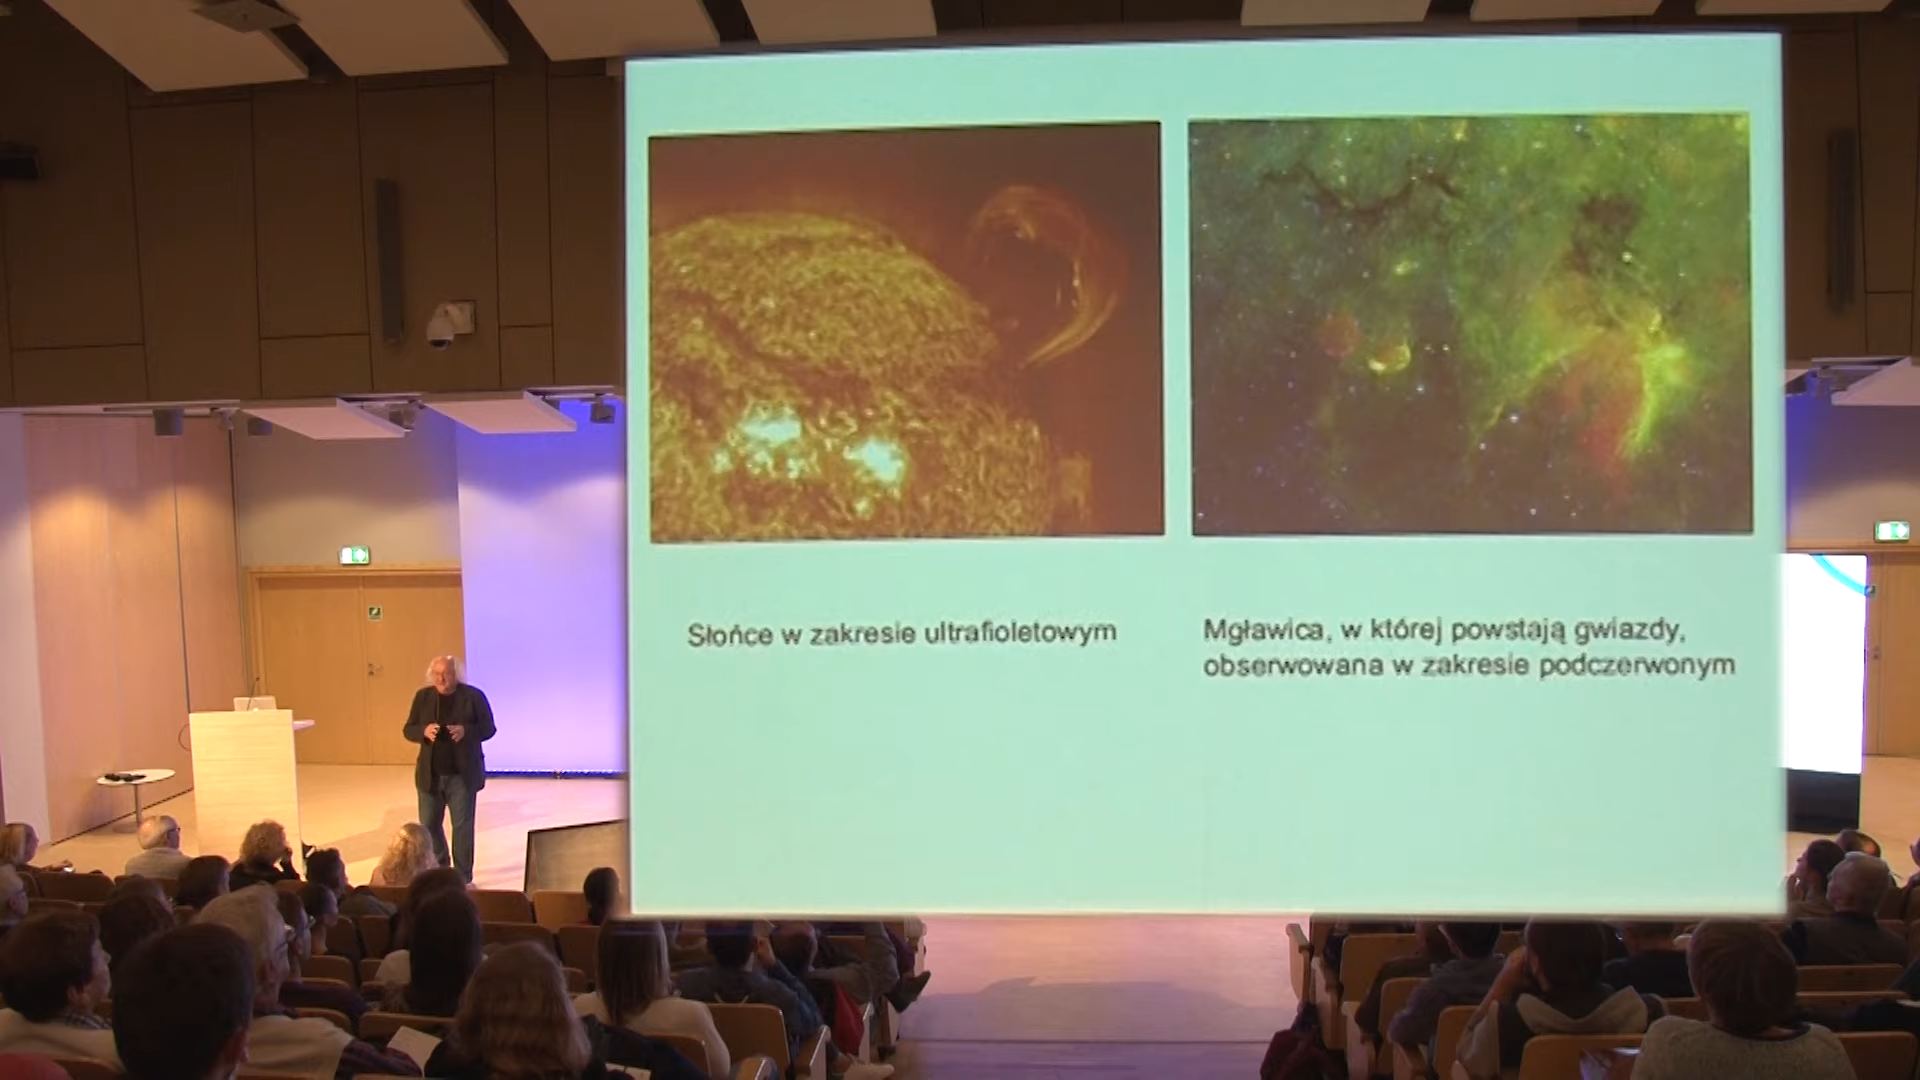 Słońce w zakresie ultrafioletowym
Mgławica, w której powstają gwiazdy,
obserwowana w zakresie podczerwonym